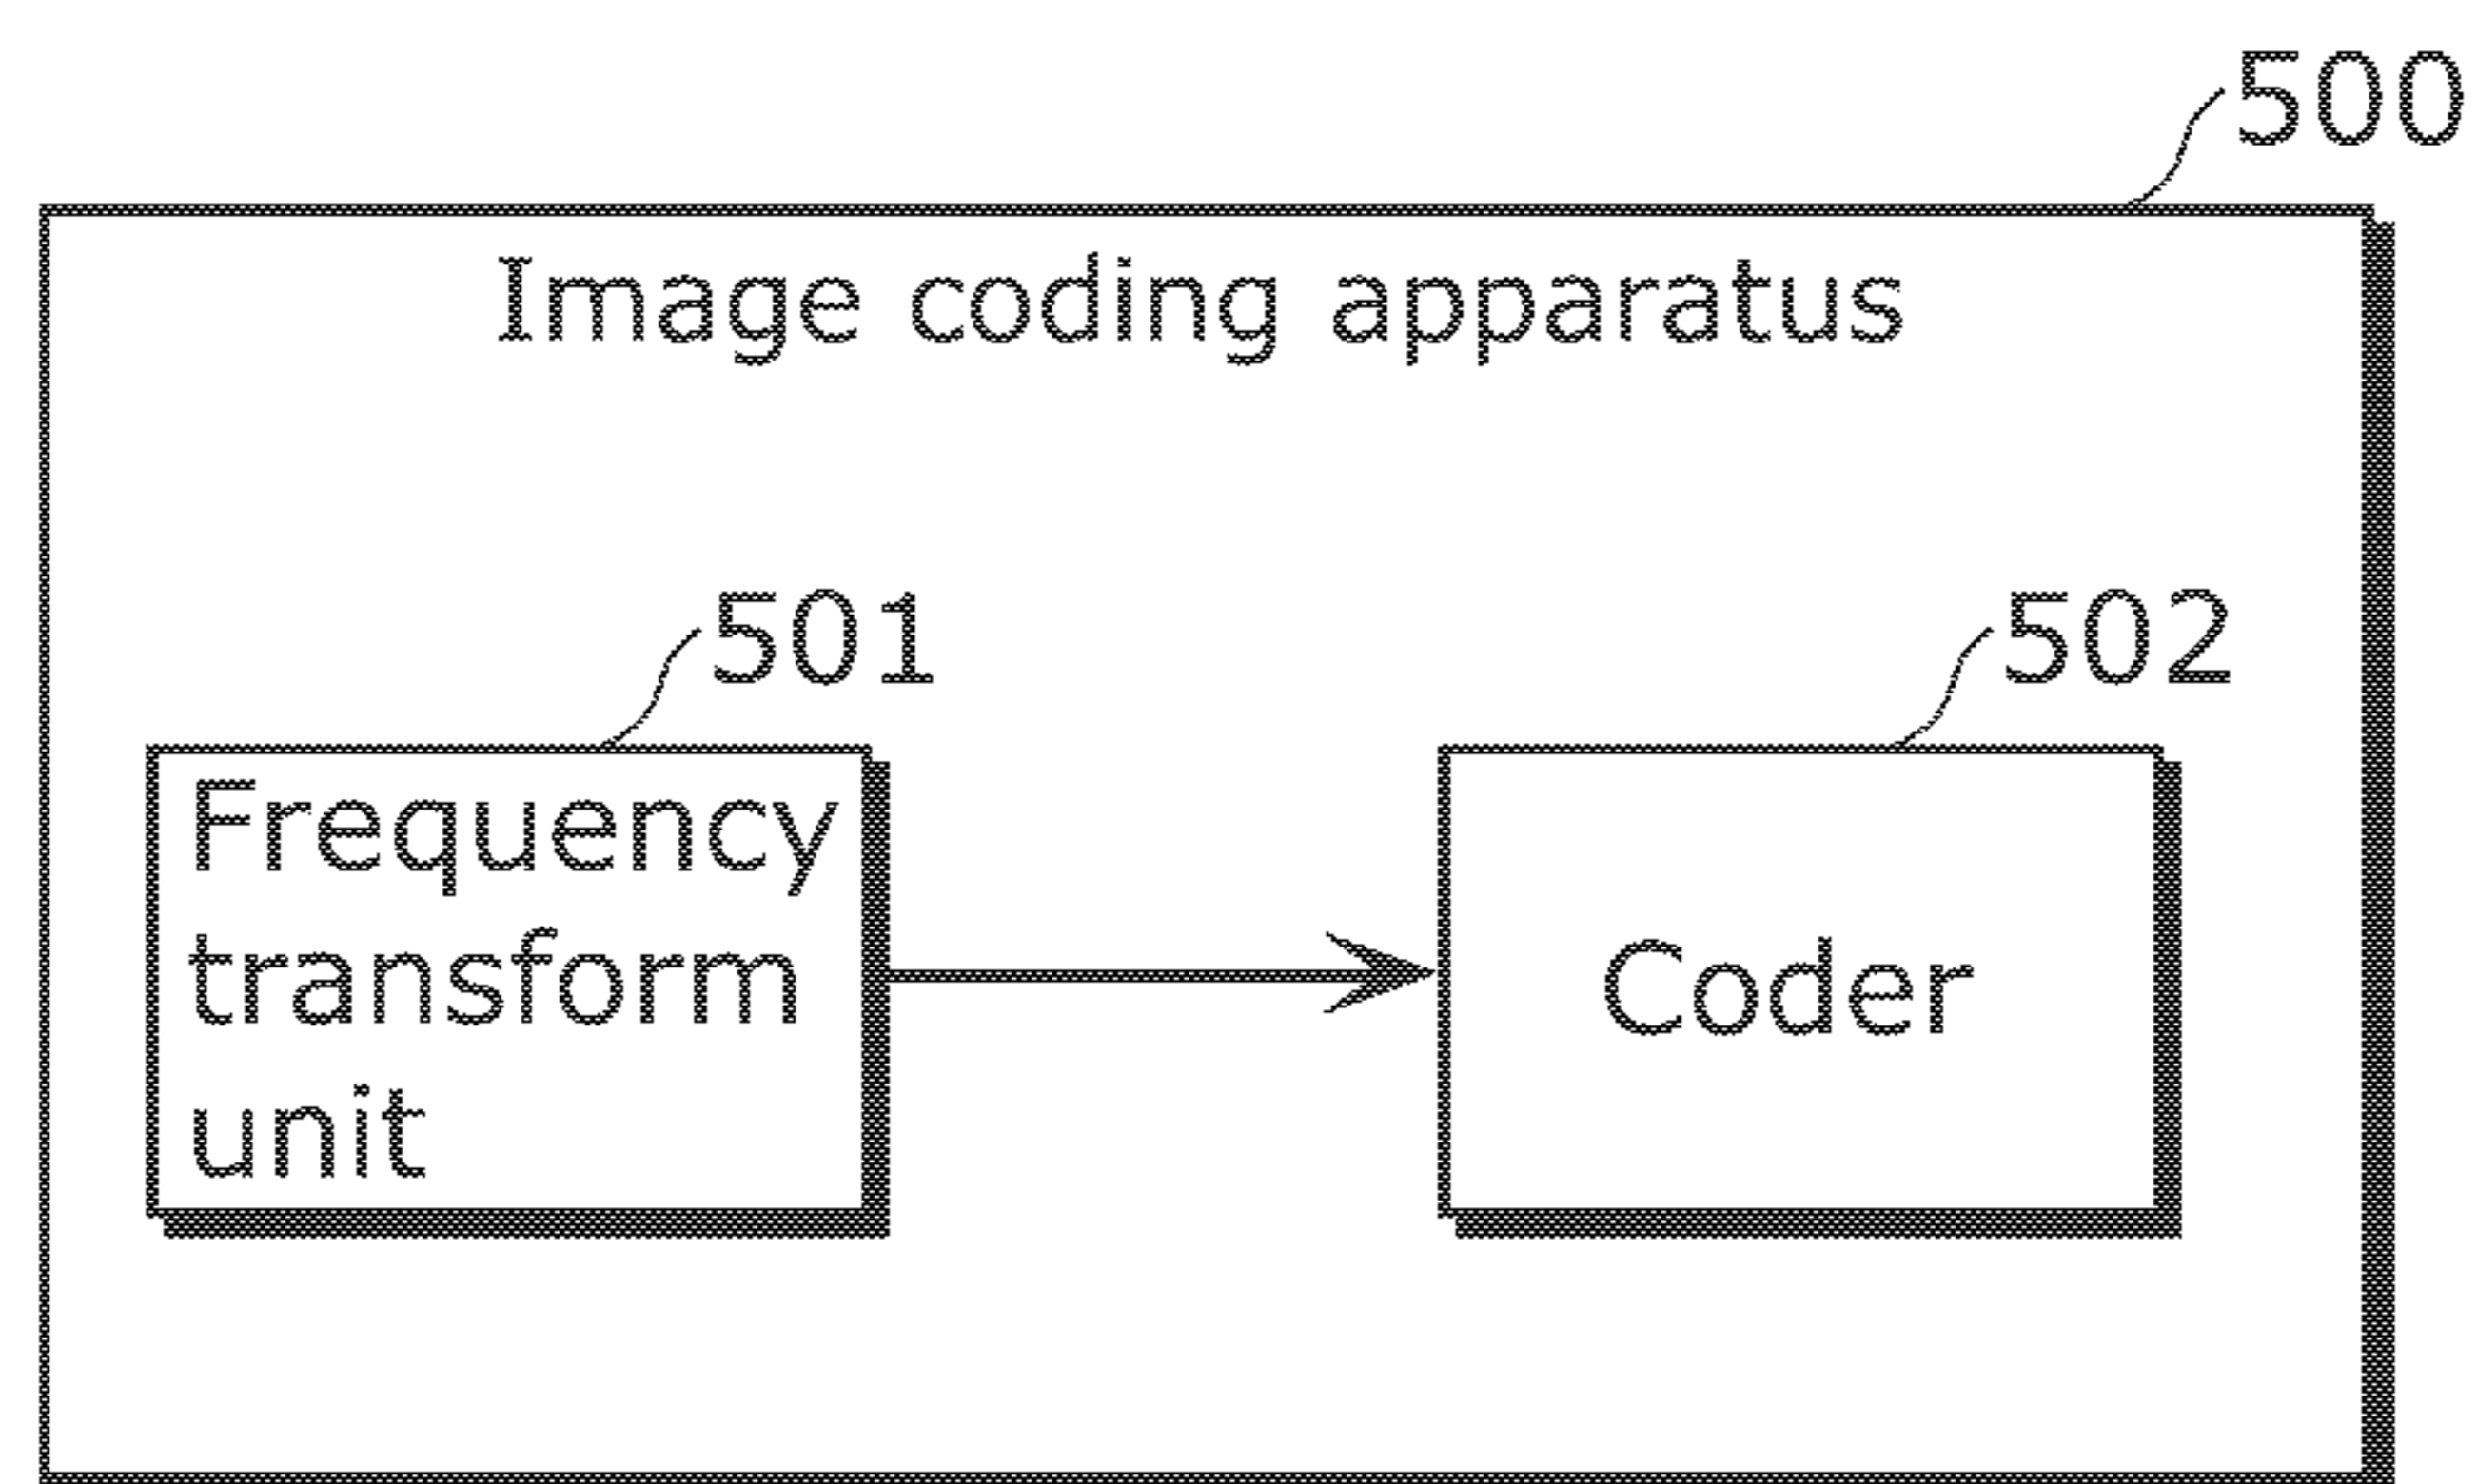 500
Image coding apparatus
501
502
Frequency
transform
unit
Coder